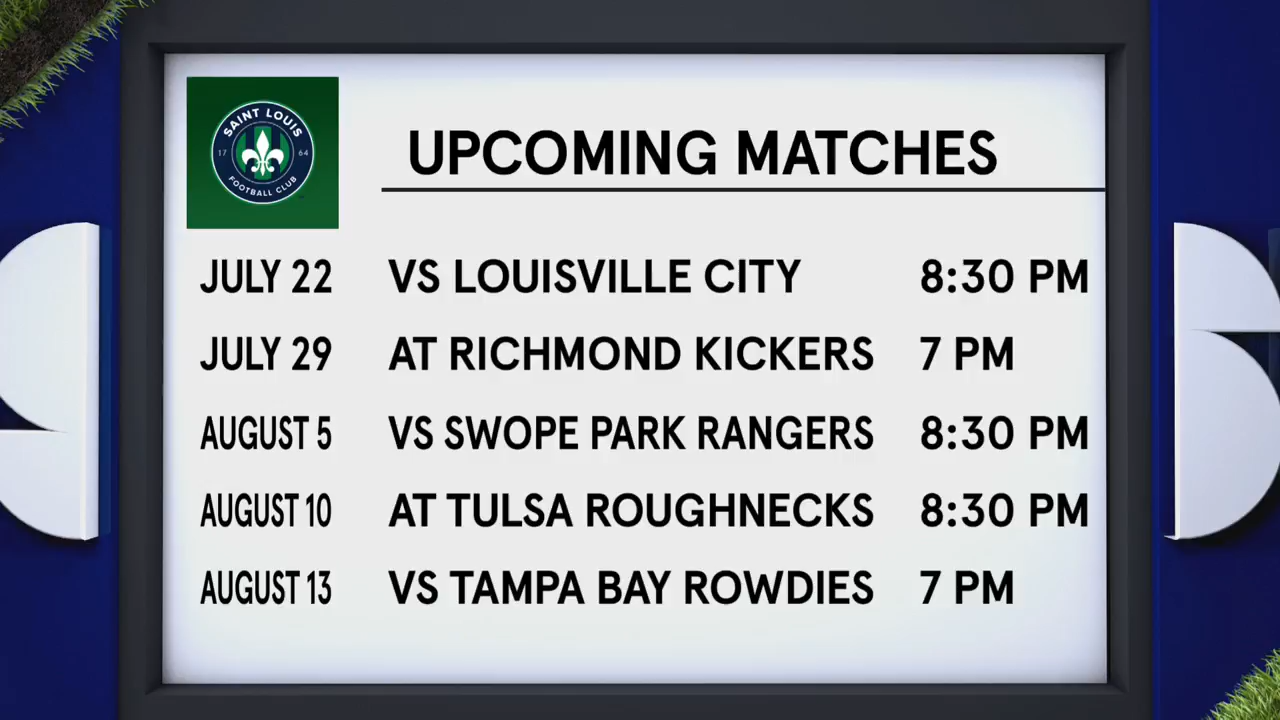 SAINT LOUIS
17 64
FOOTBALL CLUB
UPCOMING MATCHES
JULY 22 VS LOUISVILLE CITY 8:30 PM
JULY 29 AT RICHMOND KICKERS 7 PM
AUGUST 5 VS SWOPE PARK RANGERS 8:30 PM
AUGUST 10 AT TULSA ROUGHNECKS 8:30 PM
AUGUST 13 VS TAMPA BAY ROWDIES 7 PM